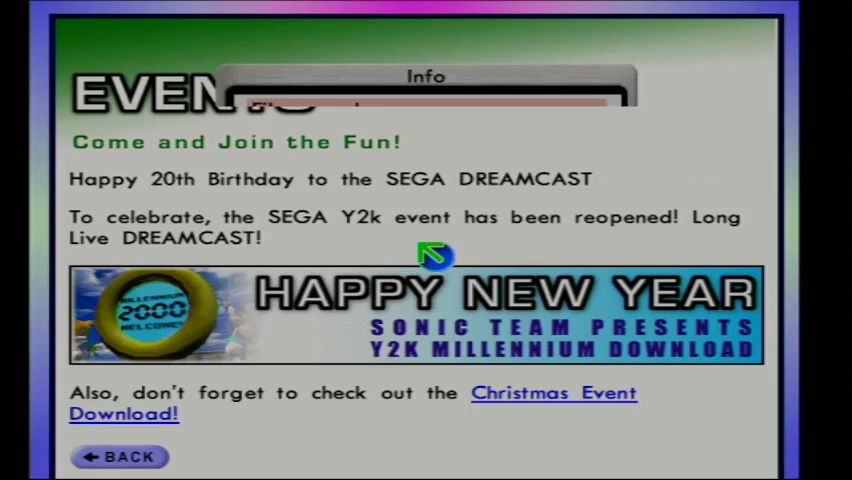 Info
EVEN
Come and Join the Fun!
Happy 20th Birthday to the SEGA DREAMCAST
To celebrate, the SEGA Y2k event has been reopened! Long
Live DREAMCAST!
MILLENNIUM
2000
WELCOME!
HAPPY NEW YEAR
SONIC TEAM PRESENTS
Y2K MILLENNIUM DOWNLOAD
Also, don't forget to check out the Christmas Event
Download!
BACK